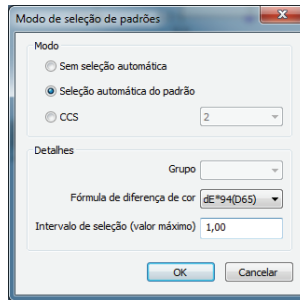 Modo de seleção de padrões
Modo
Sem seleção automática
Seleção automática do padrão
CCS 2
Detalhes
Grupo
Fórmula de diferença de cor dE*94(D65)
Intervalo de seleção (valor máximo) 1,00
OK Cancelar